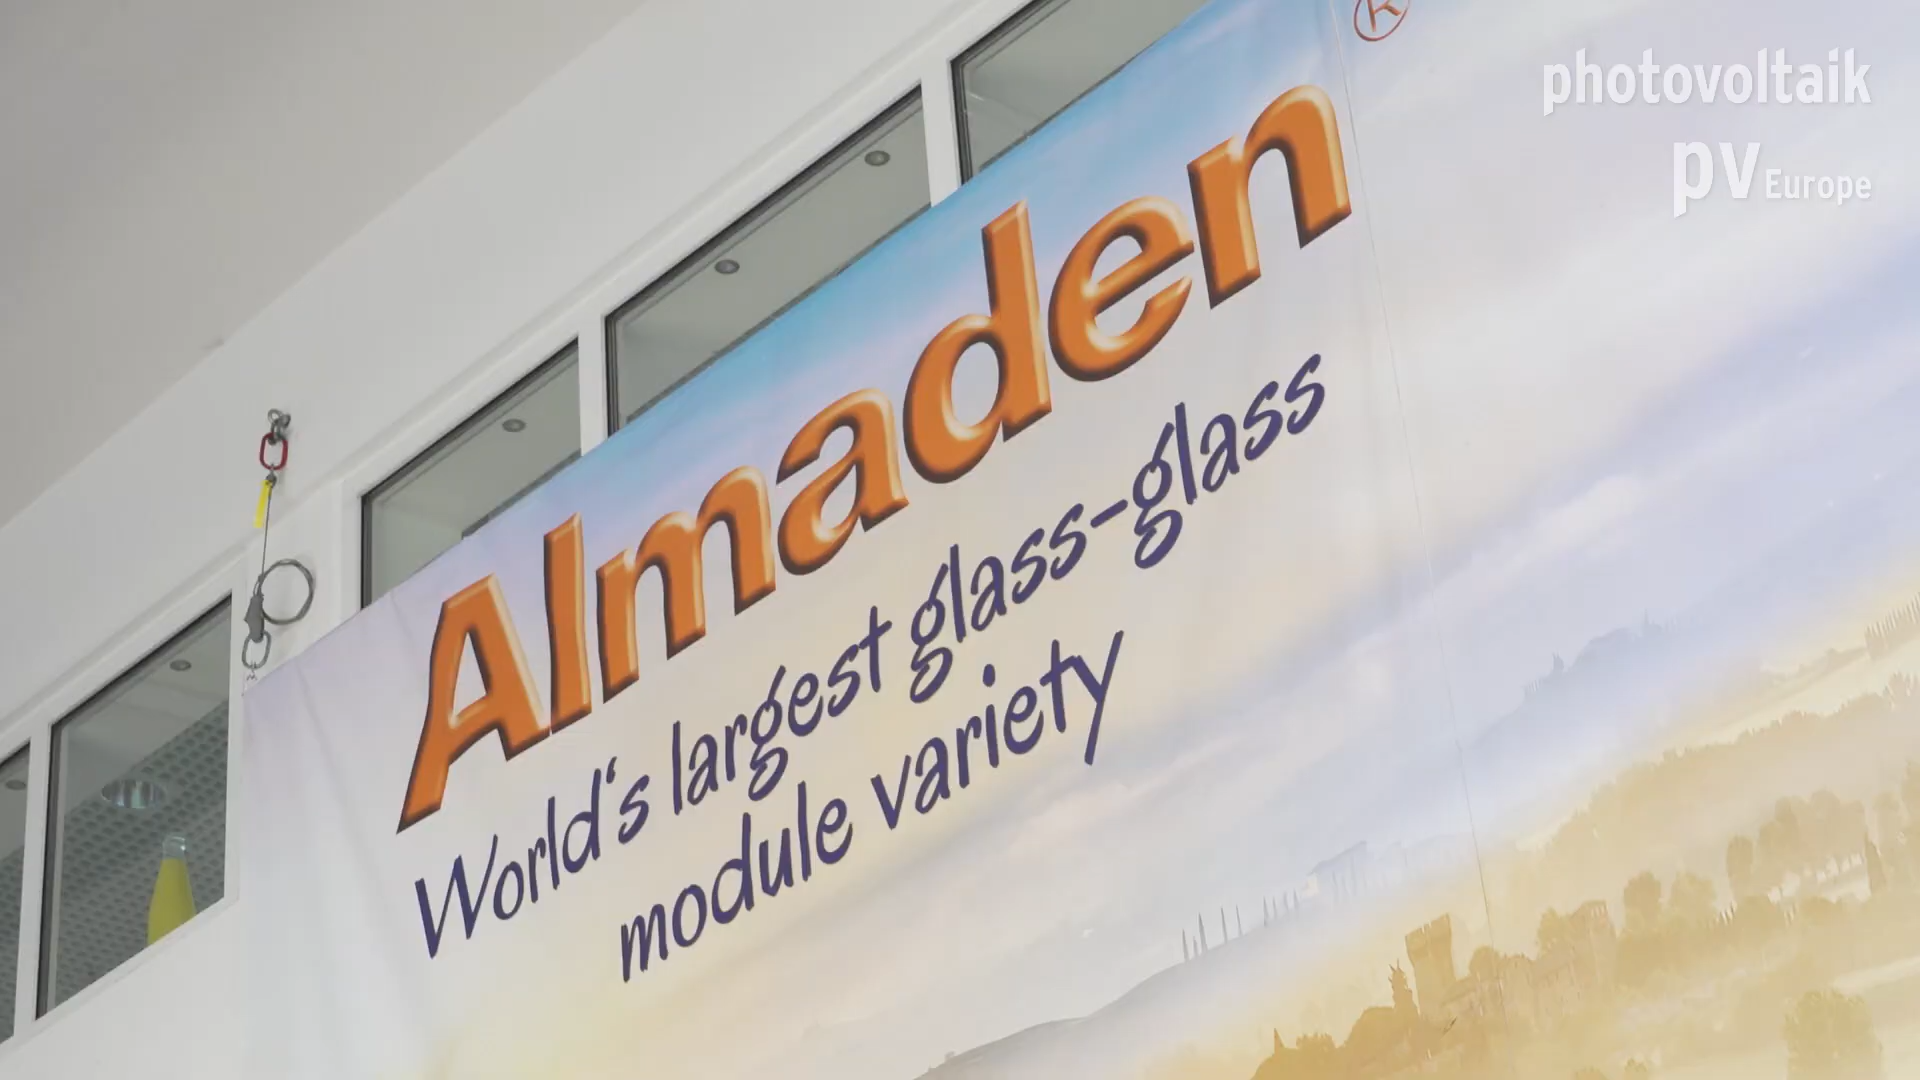 photovoltaik
pv Europe
Almaden®
World's largest glass-glass
module variety